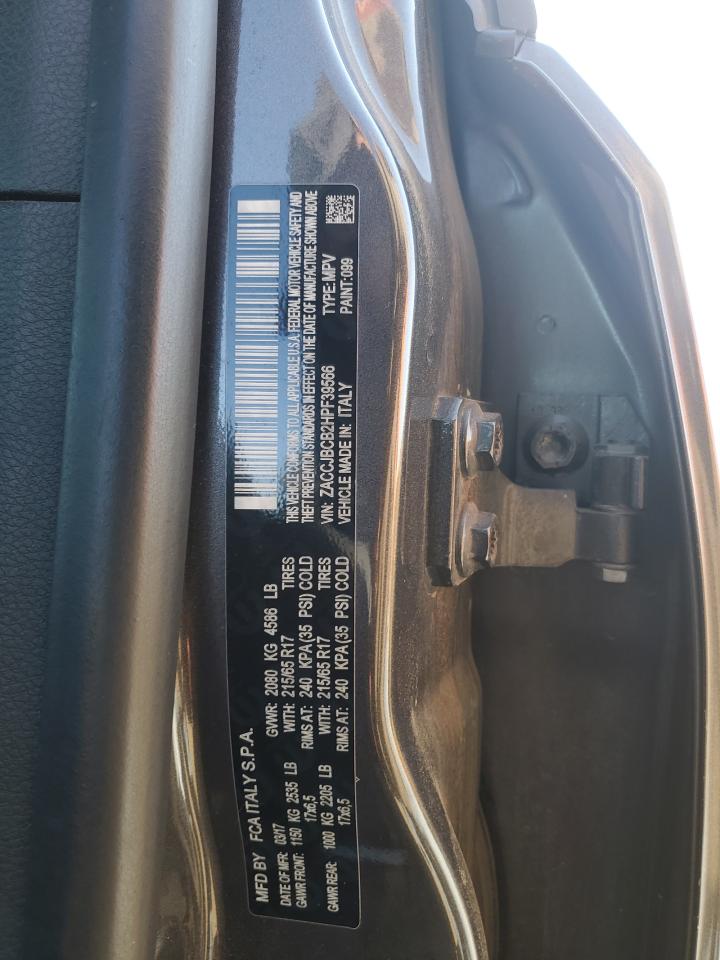 MFD BY FCA ITALY S.P.A.
DATE OF MFR: 03/17 GVWR: 2080 KG 4586 LB
GAWR FRONT: 1150 KG 2535 LB WITH: 215/65 R17 TIRES
17x6,5 RIMS AT: 240 KPA(35 PSI) COLD
GAWR REAR: 1000 KG 2205 LB WITH: 215/65 R17 TIRES
17x6,5 RIMS AT: 240 KPA(35 PSI) COLD
THIS VEHICLE CONFORMS TO ALL APPLICABLE U.S.A. FEDERAL MOTOR VEHICLE SAFETY AND
THEFT PREVENTION STANDARDS IN EFFECT ON THE DATE OF MANUFACTURE SHOWN ABOVE
VIN: ZACCJBCB2HPF39566 TYPE:MPV
VEHICLE MADE IN: ITALY PAINT:099